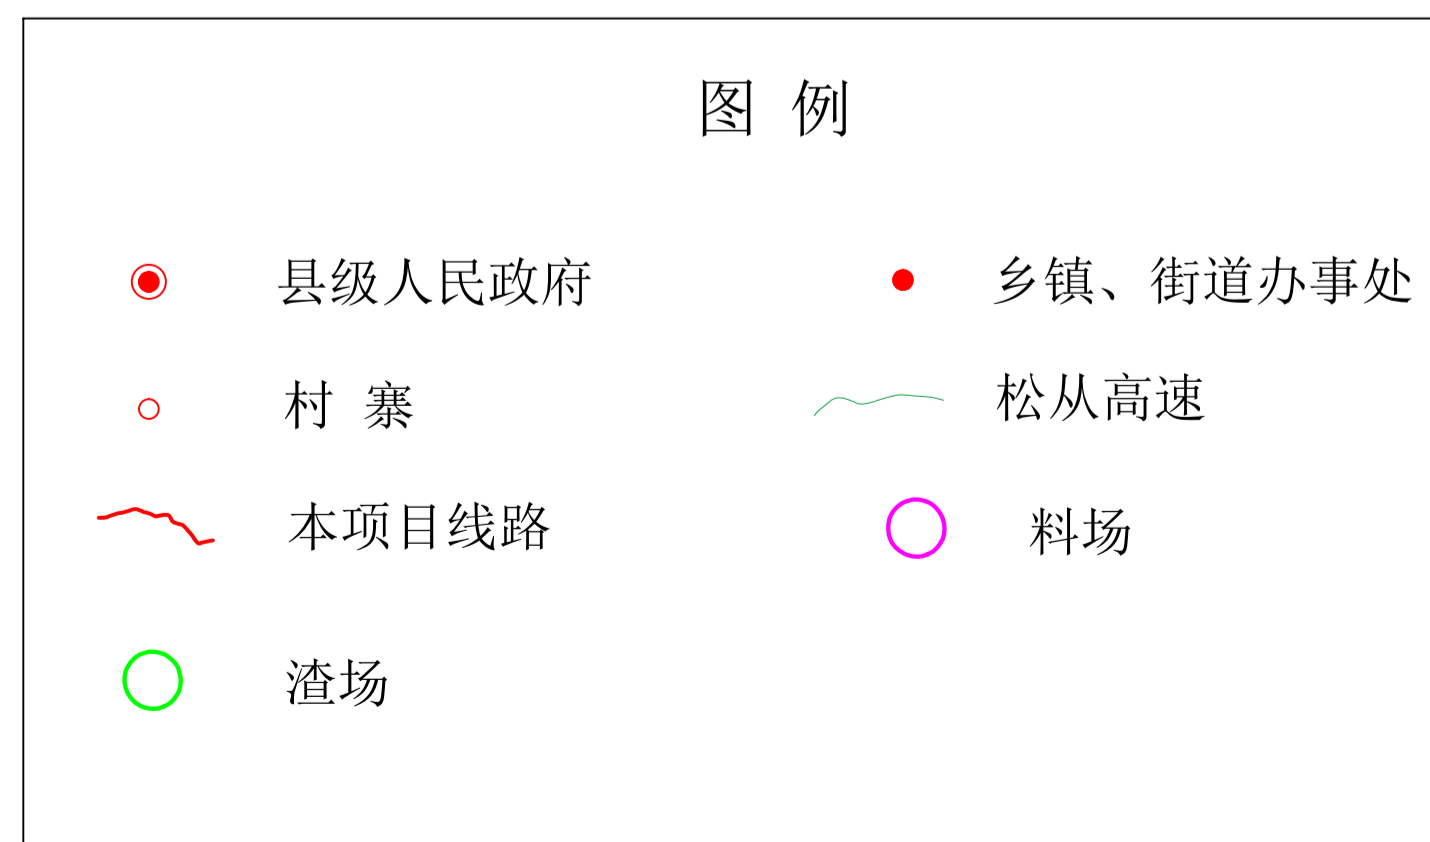 图 例
县级人民政府
乡镇、街道办事处
村 寨
松从高速
本项目线路
料场
渣场